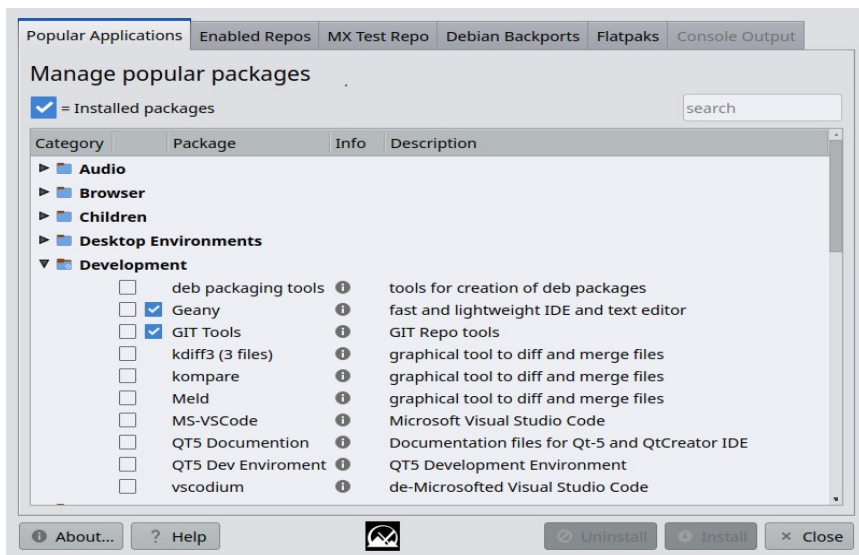 Popular Applications Enabled Repos MX Test Repo Debian Backports Flatpaks Console Output
Manage popular packages
= Installed packages
search
Category Package Info Description
Audio
Browser
Children
Desktop Environments
Development
deb packaging tools tools for creation of deb packages
Geany fast and lightweight IDE and text editor
GIT Tools GIT Repo tools
kdiff3 (3 files) graphical tool to diff and merge files
kompare graphical tool to diff and merge files
Meld graphical tool to diff and merge files
MS-VSCode Microsoft Visual Studio Code
QT5 Documention Documentation files for Qt-5 and QtCreator IDE
QT5 Dev Enviroment QT5 Development Environment
vscodium de-Microsofted Visual Studio Code
About... ? Help Uninstall Install × Close